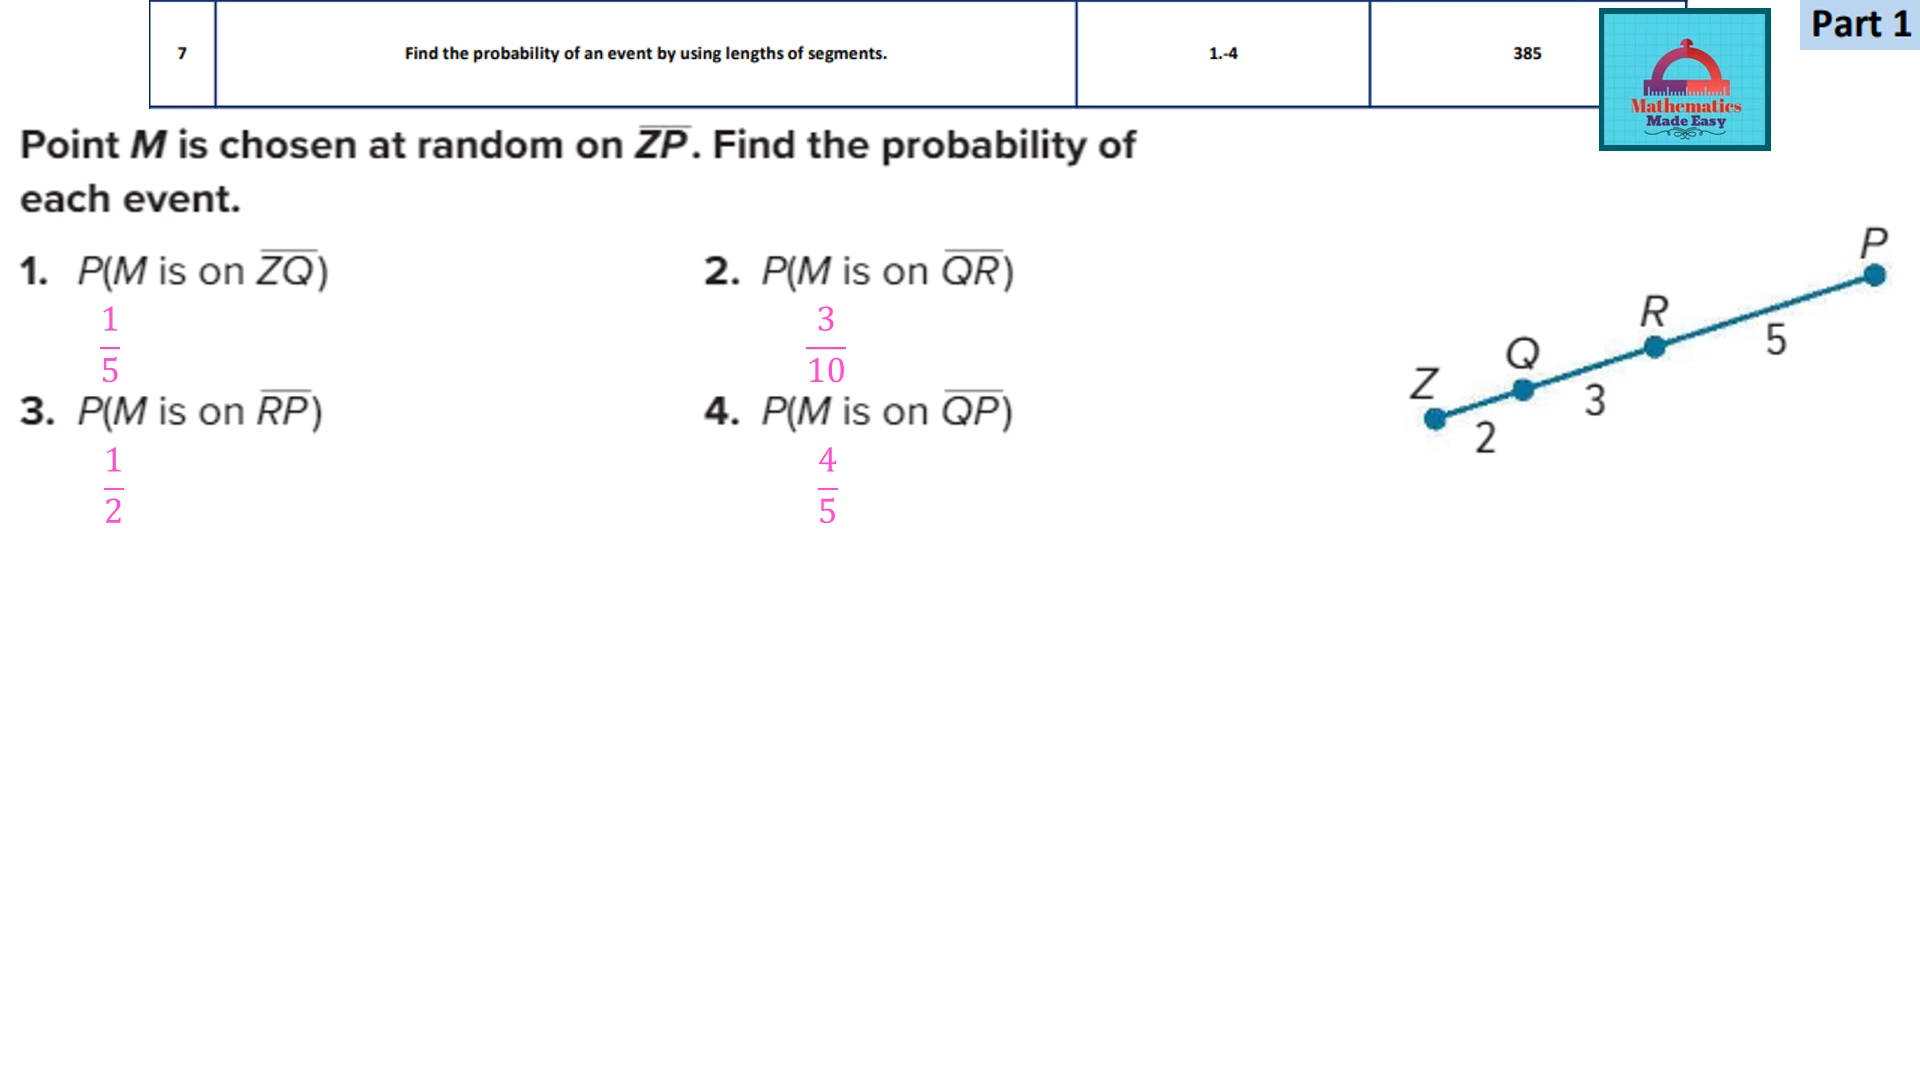 Part 1
7 Find the probability of an event by using lengths of segments. 1.-4 385
Mathematics
Made Easy
Point M is chosen at random on ZP. Find the probability of
each event.
1. P(M is on ZQ) 2. P(M is on QR)
1/5 3/10
3. P(M is on RP) 4. P(M is on QP)
1/2 4/5
P
R
5
Q
Z
3
2